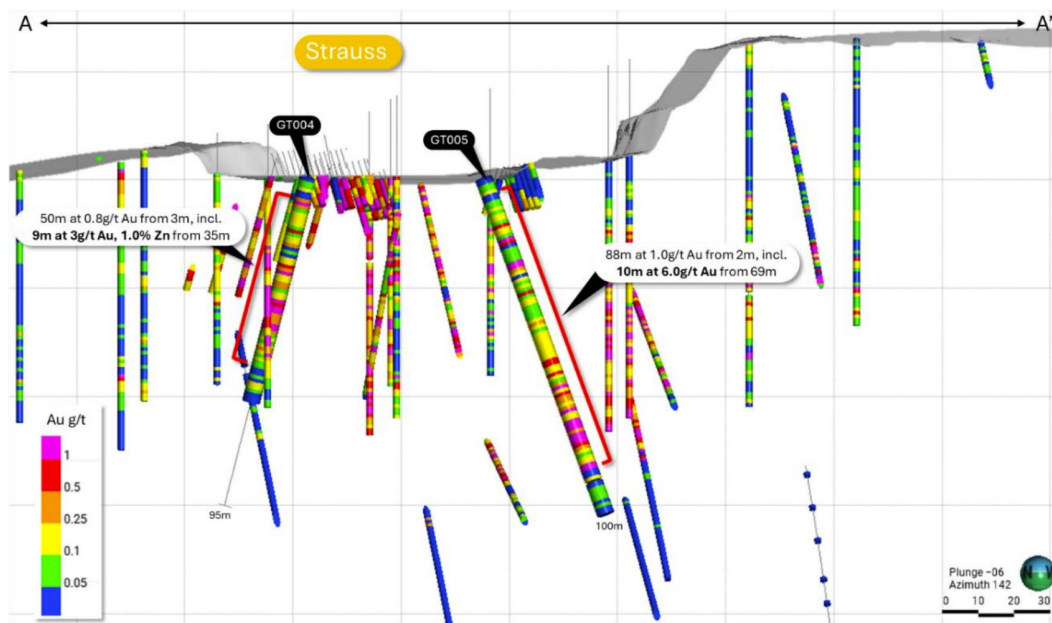 A A'
Strauss
GT004
GT005
50m at 0.8g/t Au from 3m, incl.
9m at 3g/t Au, 1.0% Zn from 35m
88m at 1.0g/t Au from 2m, incl.
10m at 6.0g/t Au from 69m
Au g/t
1
0.5
0.25
0.1
0.05
95m
100m
Plunge -06
Azimuth 142
0 10 20 30